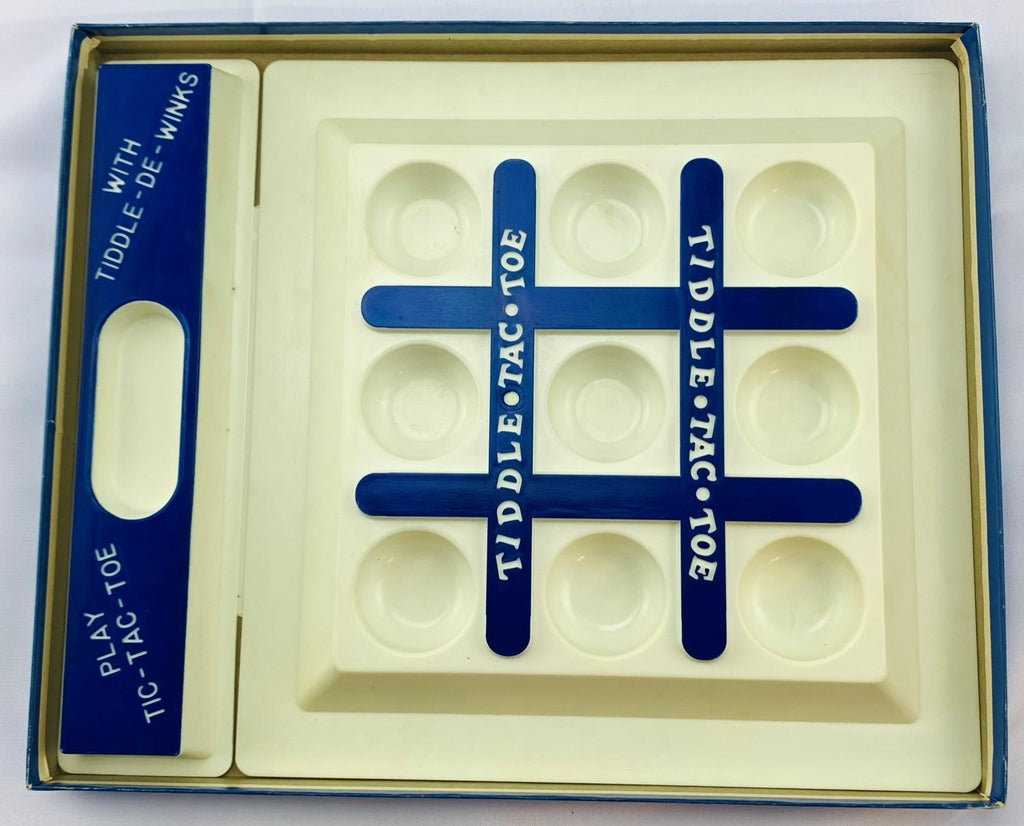 PLAY
TIC-TAC-TOE
WITH
TIDDLE-DE-WINKS
TIDDLE•TAC•TOE
TIDDLE•TAC•TOE